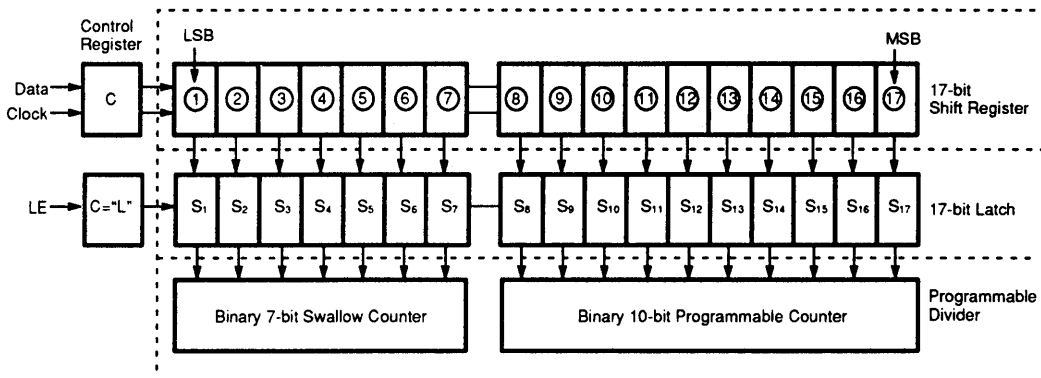 Control
Register
LSB
MSB
Data
Clock
C
1 2 3 4 5 6 7 8 9 10 11 12 13 14 15 16 17
17-bit
Shift Register
LE
C="L"
S1 S2 S3 S4 S5 S6 S7 S8 S9 S10 S11 S12 S13 S14 S15 S16 S17
17-bit Latch
Binary 7-bit Swallow Counter
Binary 10-bit Programmable Counter
Programmable
Divider